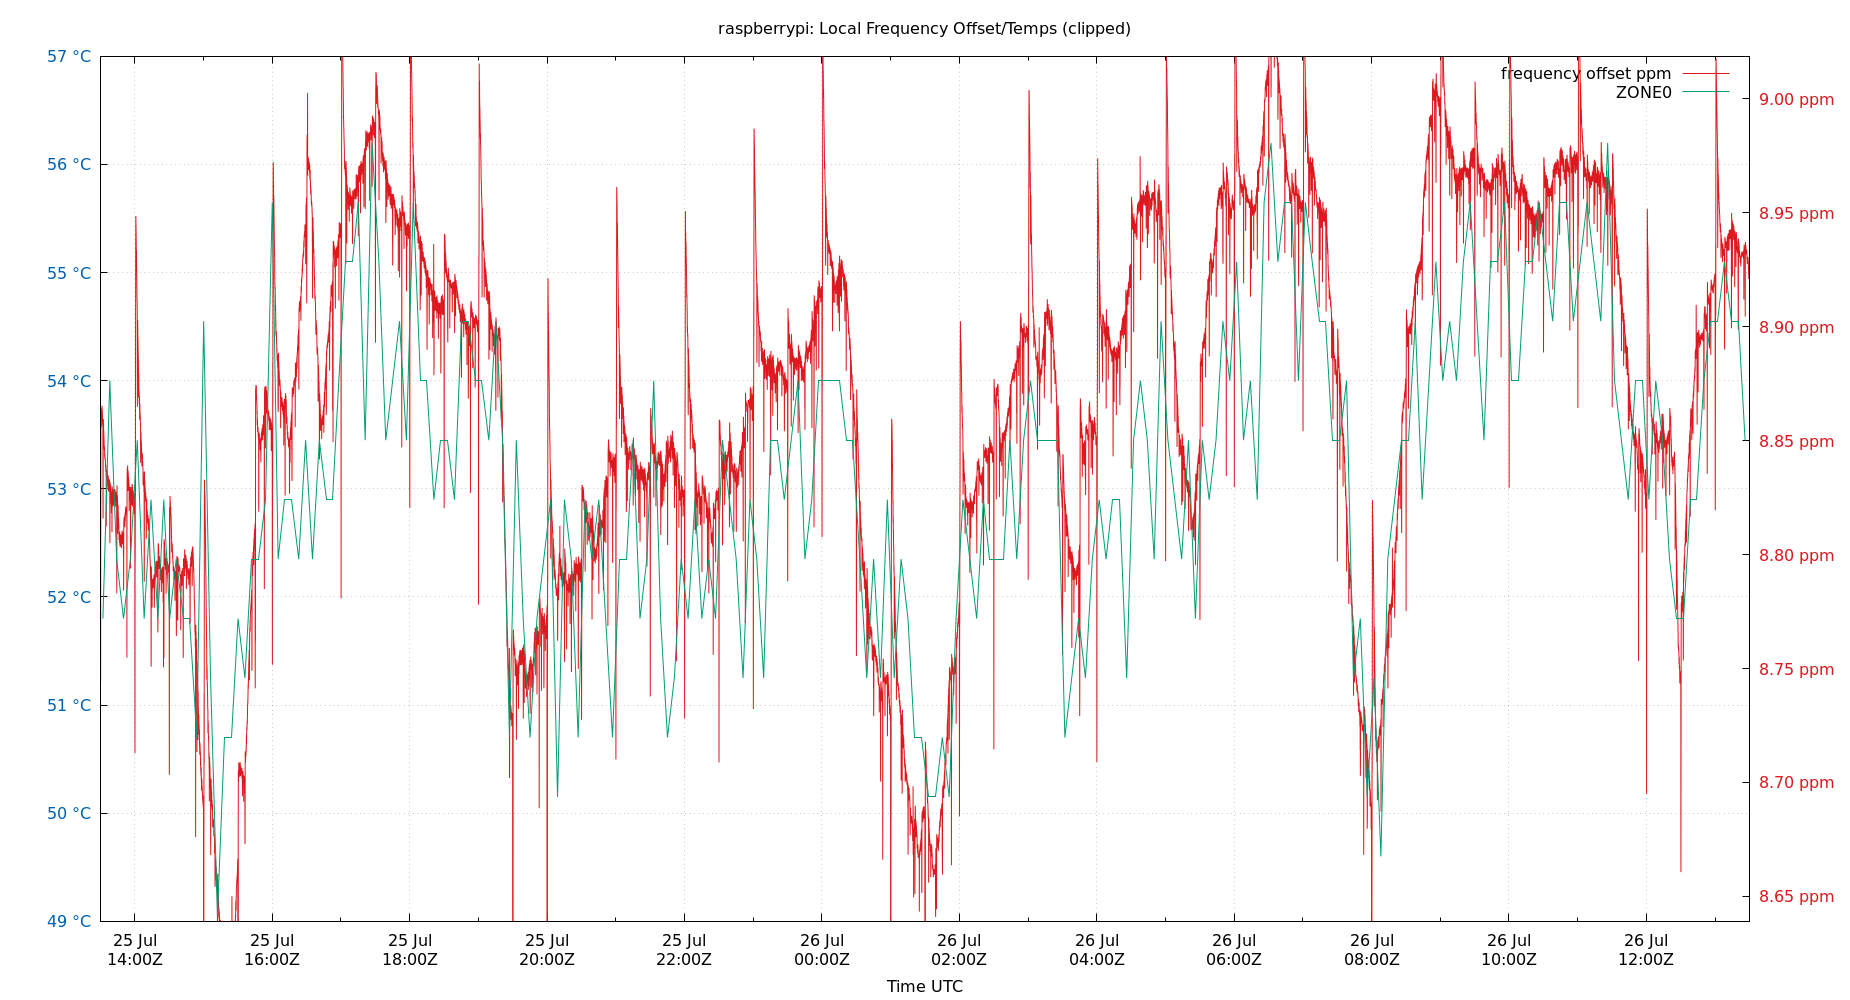 raspberrypi: Local Frequency Offset/Temps (clipped)
57 °C
56 °C
55 °C
54 °C
53 °C
52 °C
51 °C
50 °C
49 °C
frequency offset ppm
ZONE0
9.00 ppm
8.95 ppm
8.90 ppm
8.85 ppm
8.80 ppm
8.75 ppm
8.70 ppm
8.65 ppm
25 Jul
14:00Z
25 Jul
16:00Z
25 Jul
18:00Z
25 Jul
20:00Z
25 Jul
22:00Z
26 Jul
00:00Z
26 Jul
02:00Z
26 Jul
04:00Z
26 Jul
06:00Z
26 Jul
08:00Z
26 Jul
10:00Z
26 Jul
12:00Z
Time UTC